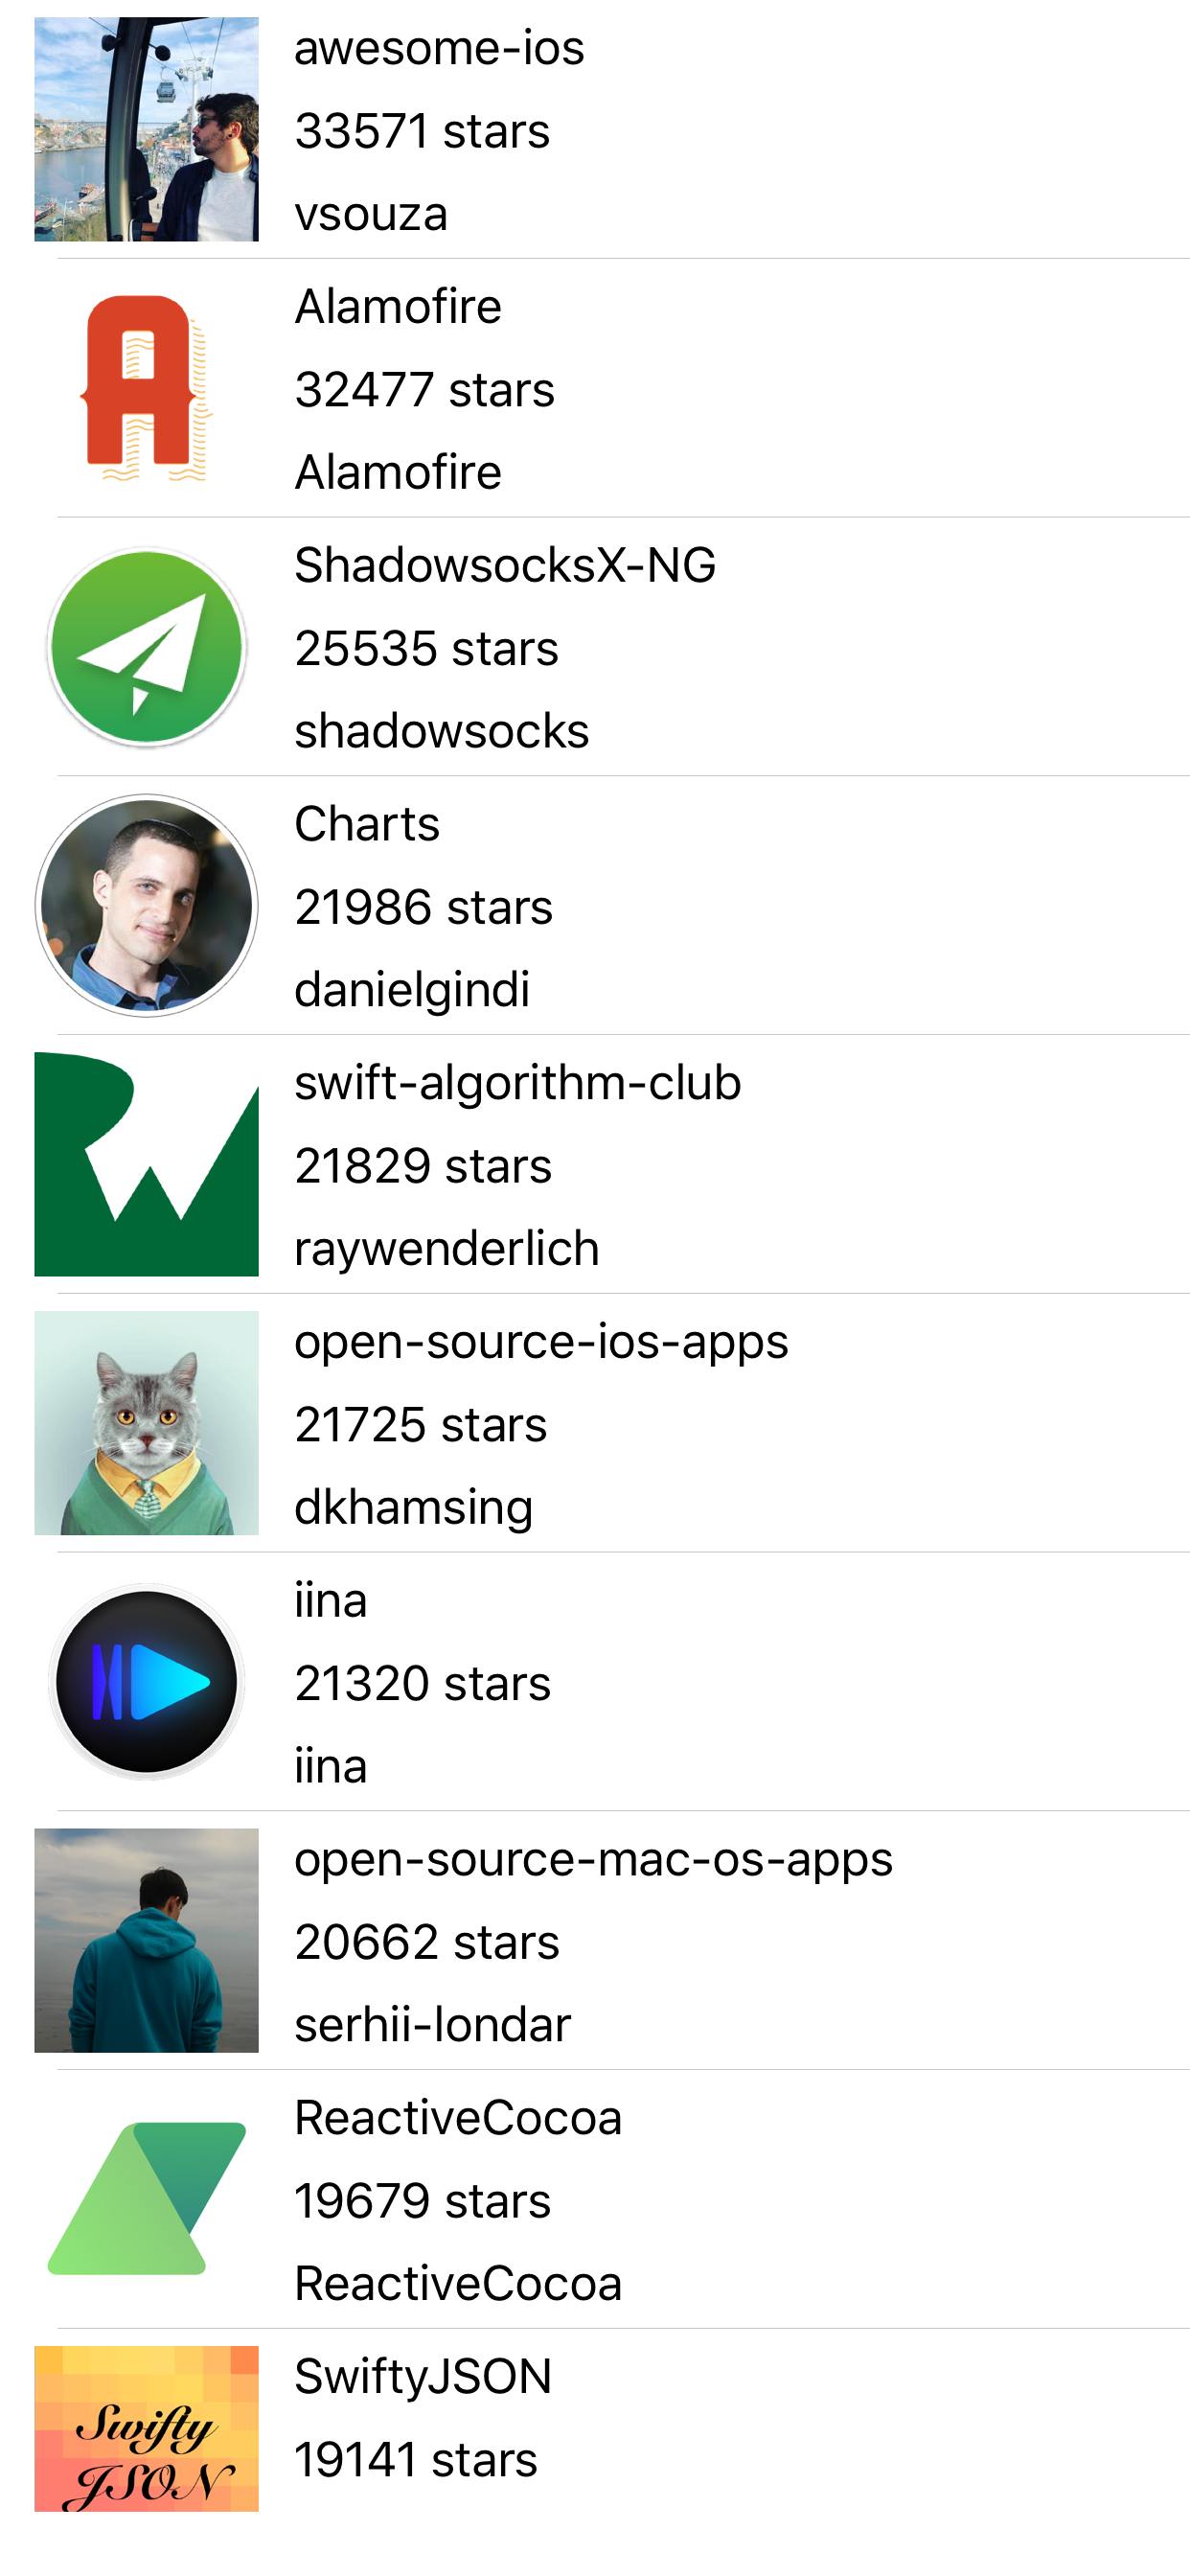 awesome-ios
33571 stars
vsouza
Alamofire
32477 stars
Alamofire
ShadowsocksX-NG
25535 stars
shadowsocks
Charts
21986 stars
danielgindi
swift-algorithm-club
21829 stars
raywenderlich
open-source-ios-apps
21725 stars
dkhamsing
iina
21320 stars
iina
open-source-mac-os-apps
20662 stars
serhii-londar
ReactiveCocoa
19679 stars
ReactiveCocoa
Swifty
JSON
SwiftyJSON
19141 stars